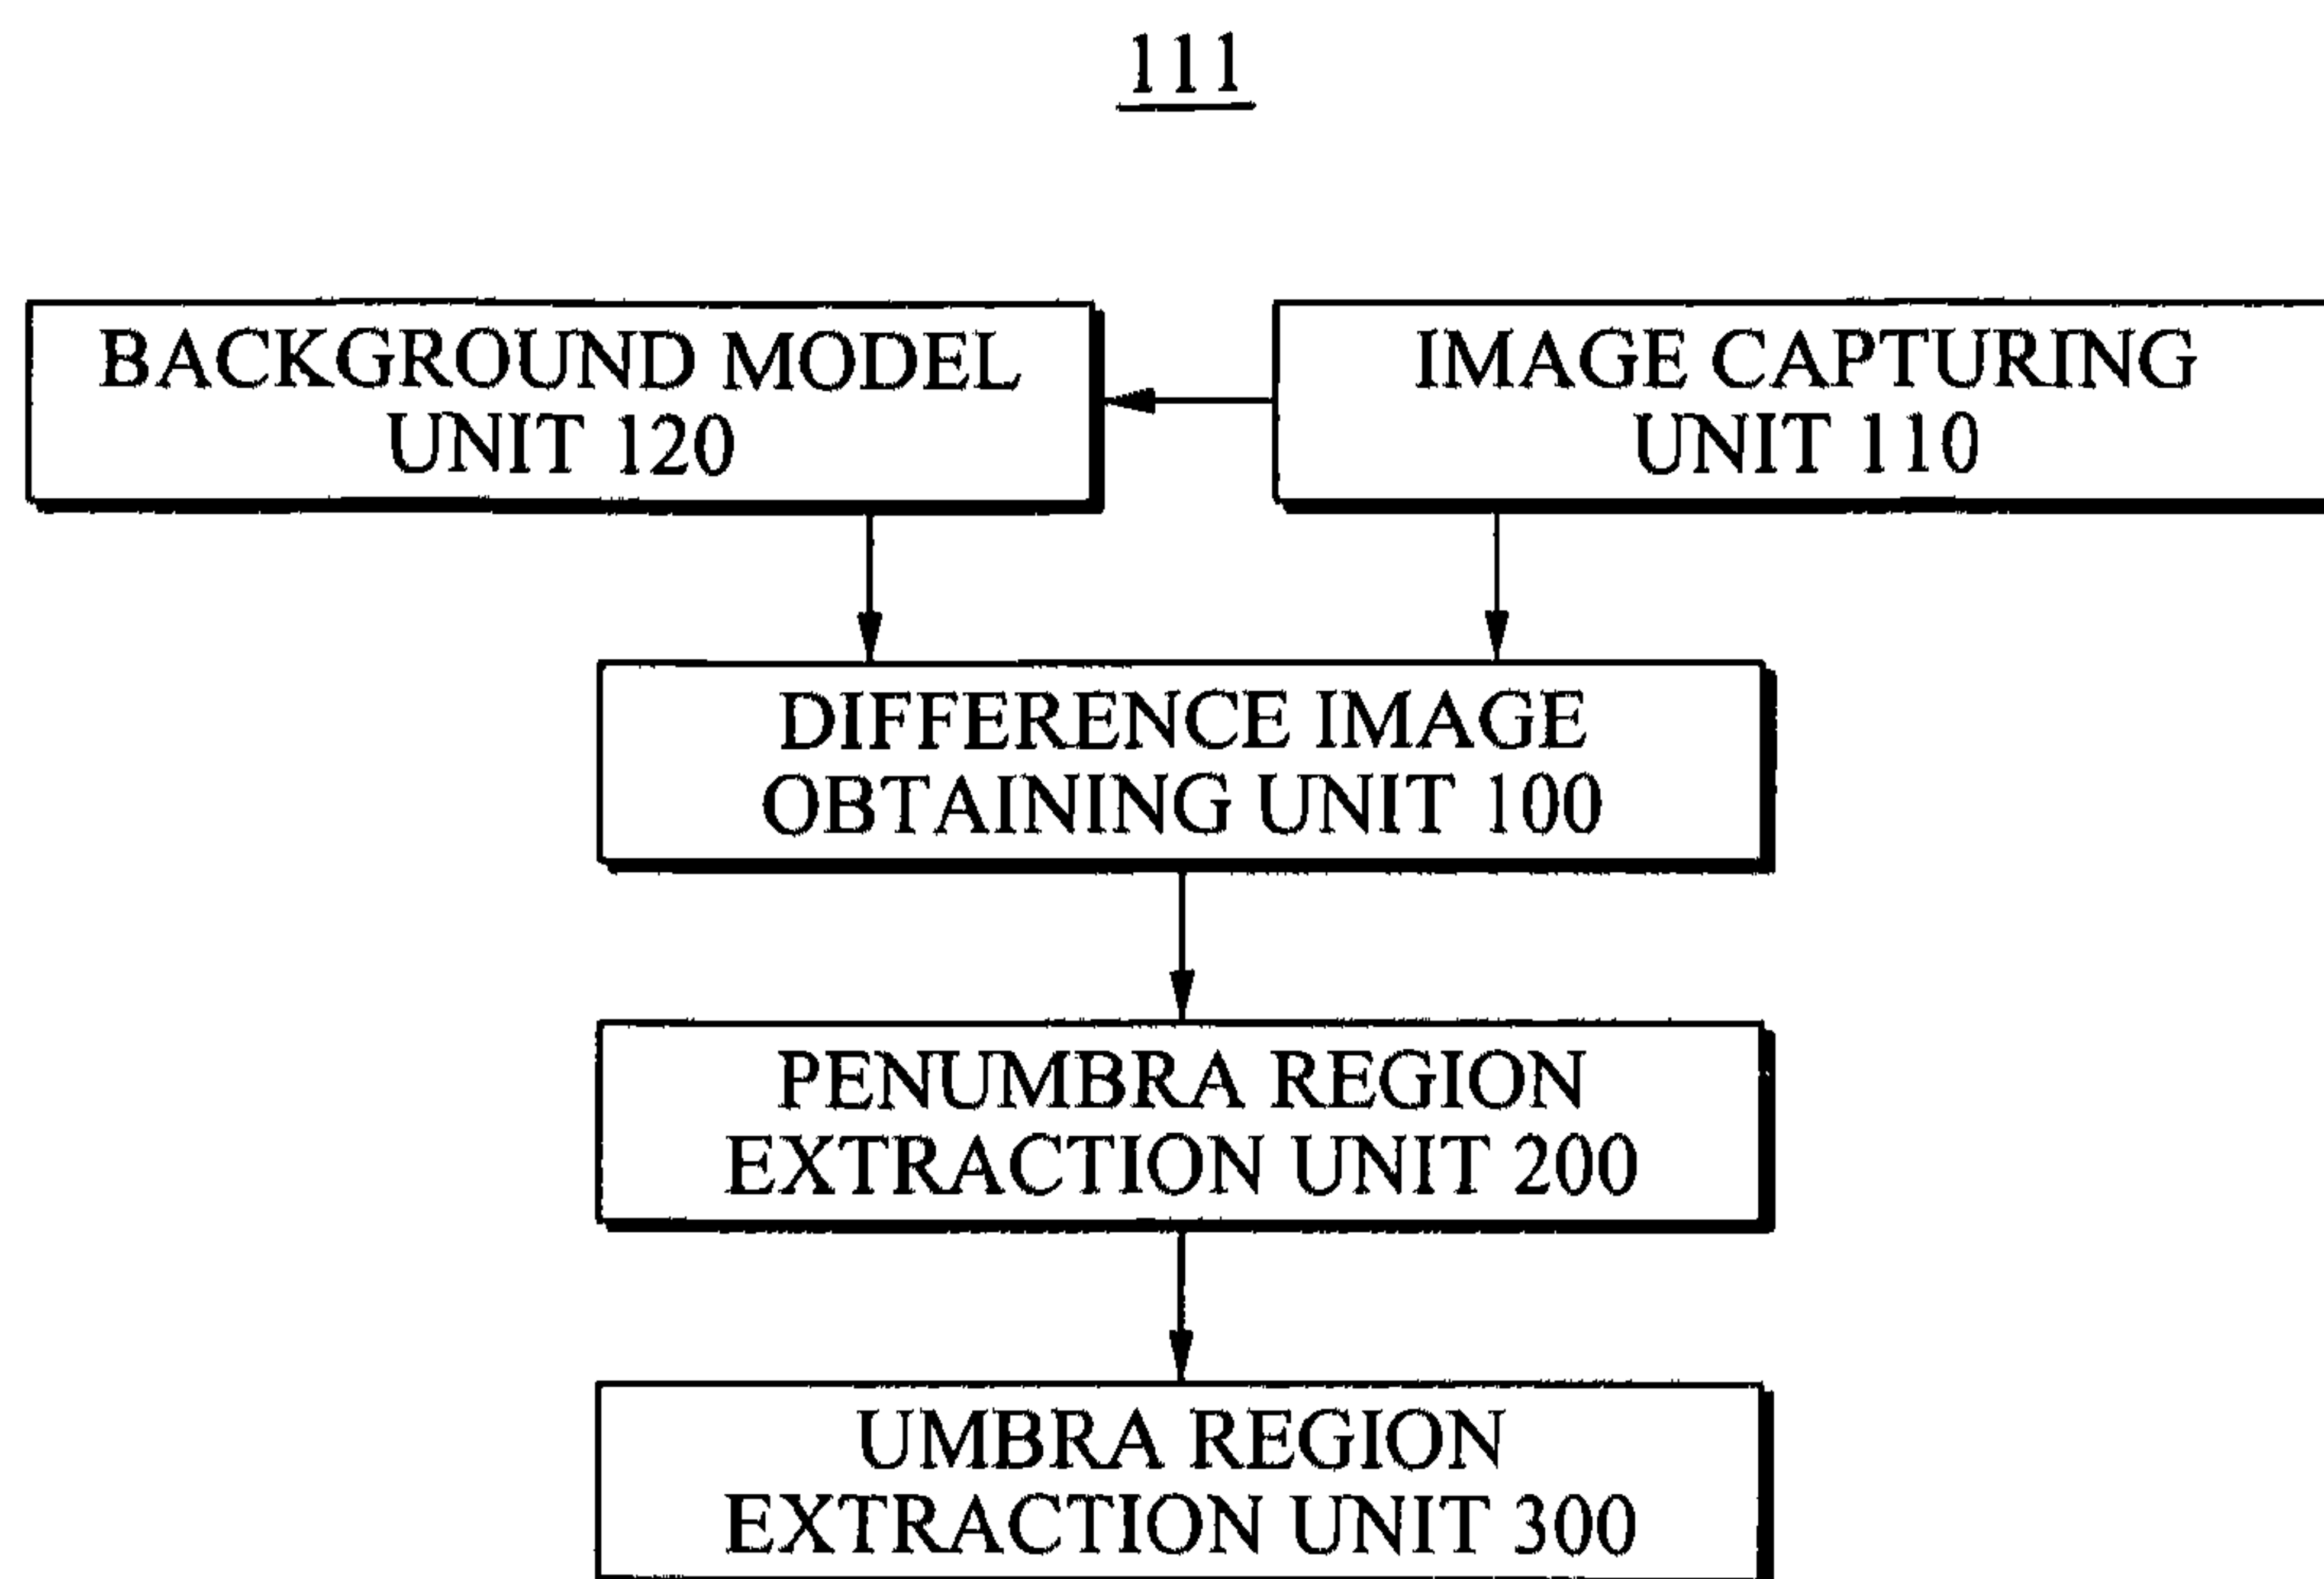 111
BACKGROUND MODEL
UNIT 120
IMAGE CAPTURING
UNIT 110
DIFFERENCE IMAGE
OBTAINING UNIT 100
PENUMBRA REGION
EXTRACTION UNIT 200
UMBRA REGION
EXTRACTION UNIT 300